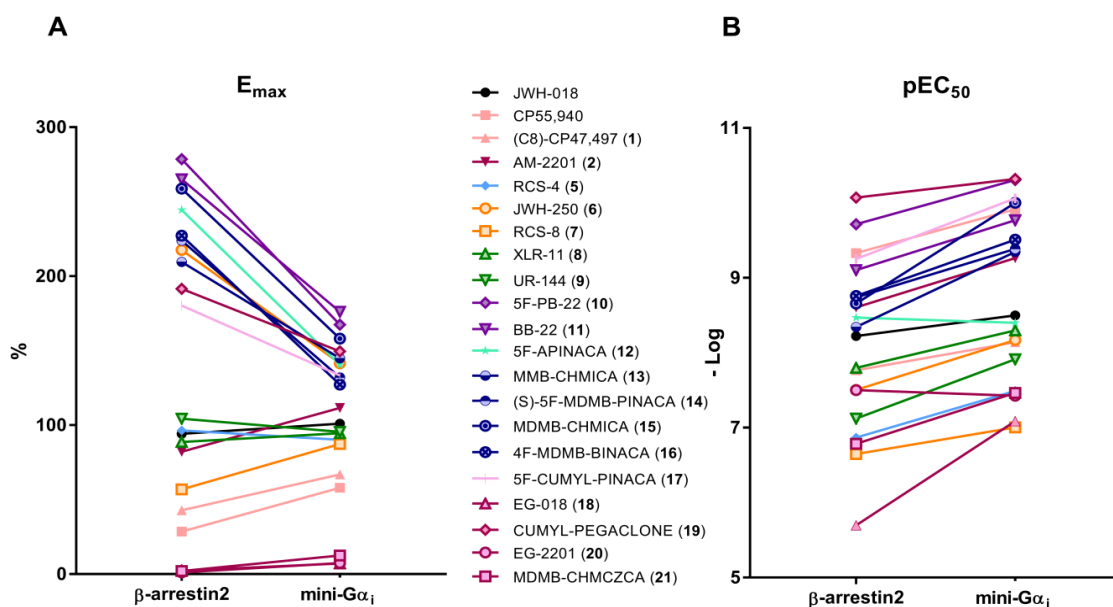 A
B
Emax
pEC50
300
200
100
0
%
β-arrestin2
mini-Gαi
JWH-018
CP55,940
(C8)-CP47,497 (1)
AM-2201 (2)
RCS-4 (5)
JWH-250 (6)
RCS-8 (7)
XLR-11 (8)
UR-144 (9)
5F-PB-22 (10)
BB-22 (11)
5F-APINACA (12)
MMB-CHMICA (13)
(S)-5F-MDMB-PINACA (14)
MDMB-CHMICA (15)
4F-MDMB-BINACA (16)
5F-CUMYL-PINACA (17)
EG-018 (18)
CUMYL-PEGACLONE (19)
EG-2201 (20)
MDMB-CHMCZCA (21)
11
9
7
5
- Log
β-arrestin2
mini-Gαi